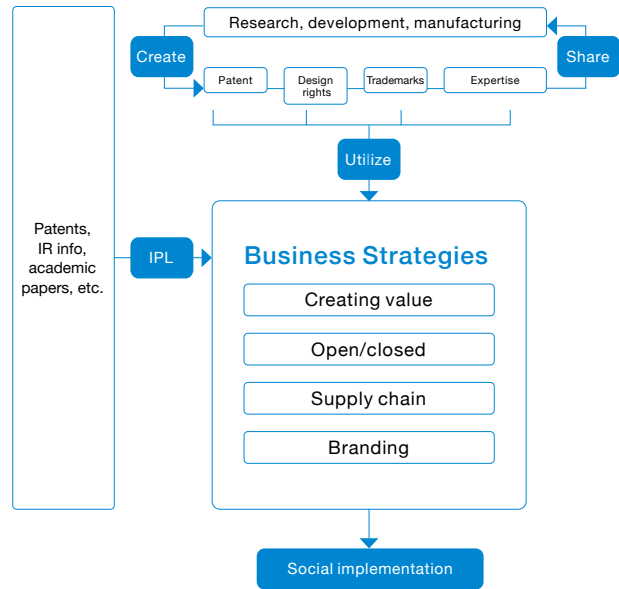 Research, development, manufacturing
Create
Share
Patent
Design
rights
Trademarks
Expertise
Utilize
Patents,
IR info,
academic
papers, etc.
IPL
Business Strategies
Creating value
Open/closed
Supply chain
Branding
Social implementation